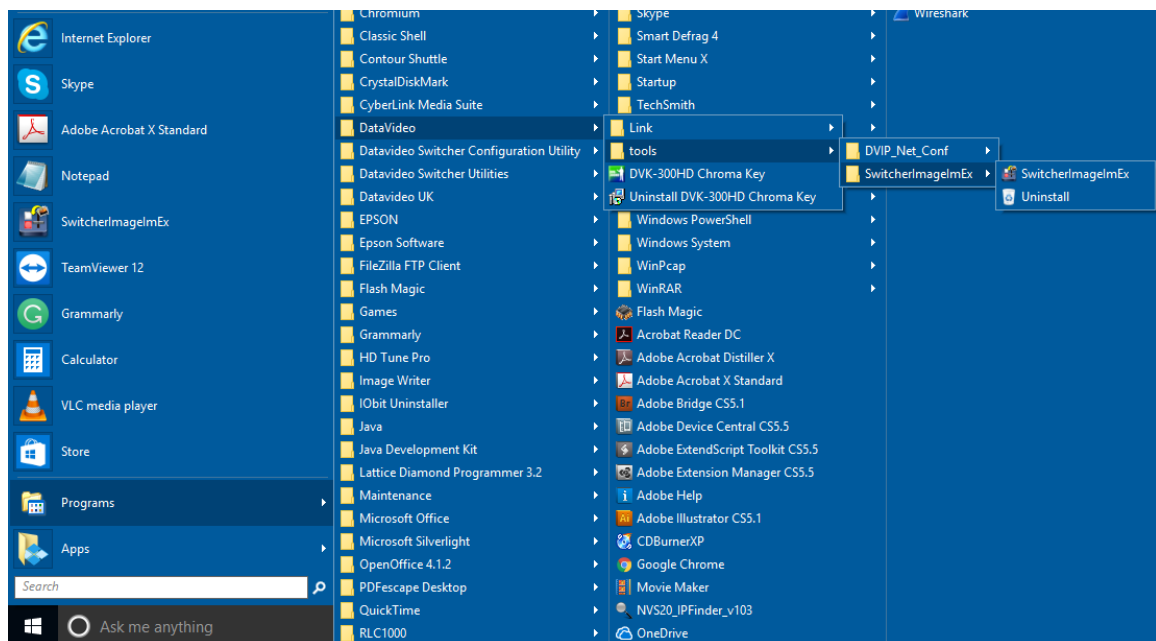 Internet Explorer
Skype
Adobe Acrobat X Standard
Notepad
SwitcherImageImEx
TeamViewer 12
Grammarly
Calculator
VLC media player
Store
Programs
Apps
Search
Ask me anything
Chromium
Classic Shell
Contour Shuttle
CrystalDiskMark
CyberLink Media Suite
DataVideo
Datavideo Switcher Configuration Utility
Datavideo Switcher Utilities
Datavideo UK
EPSON
Epson Software
FileZilla FTP Client
Flash Magic
Games
Grammarly
HD Tune Pro
Image Writer
IObit Uninstaller
Java
Java Development Kit
Lattice Diamond Programmer 3.2
Maintenance
Microsoft Office
Microsoft Silverlight
OpenOffice 4.1.2
PDFescape Desktop
QuickTime
RLC1000
Skype
Smart Defrag 4
Start Menu X
Startup
TechSmith
Link
tools
DVK-300HD Chroma Key
Uninstall DVK-300HD Chroma Key
Windows PowerShell
Windows System
WinPcap
WinRAR
Flash Magic
Acrobat Reader DC
Adobe Acrobat Distiller X
Adobe Acrobat X Standard
Adobe Bridge CS5.1
Adobe Device Central CS5.5
Adobe ExtendScript Toolkit CS5.5
Adobe Extension Manager CS5.5
Adobe Help
Adobe Illustrator CS5.1
CDBurnerXP
Google Chrome
Movie Maker
NVS20_IPFinder_v103
OneDrive
Wireshark
DVIP_Net_Conf
SwitcherImageImEx
SwitcherImageImEx
Uninstall